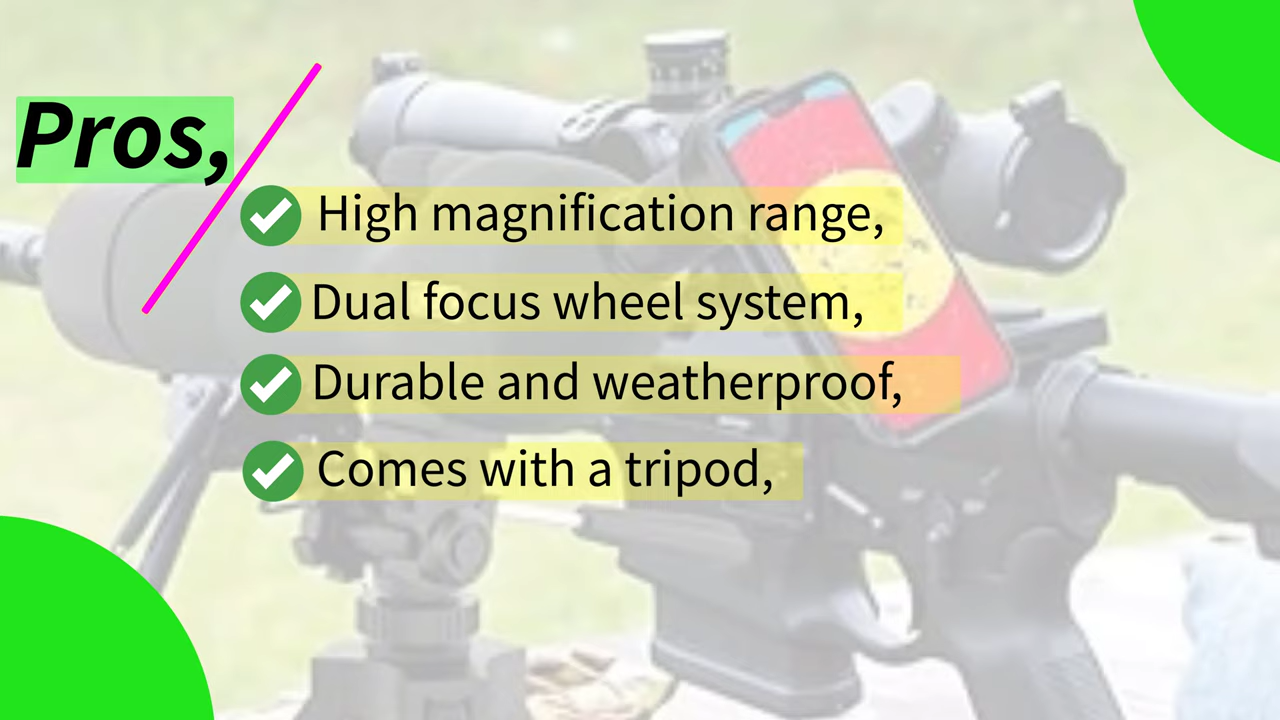 Pros,
High magnification range,
Dual focus wheel system,
Durable and weatherproof,
Comes with a tripod,